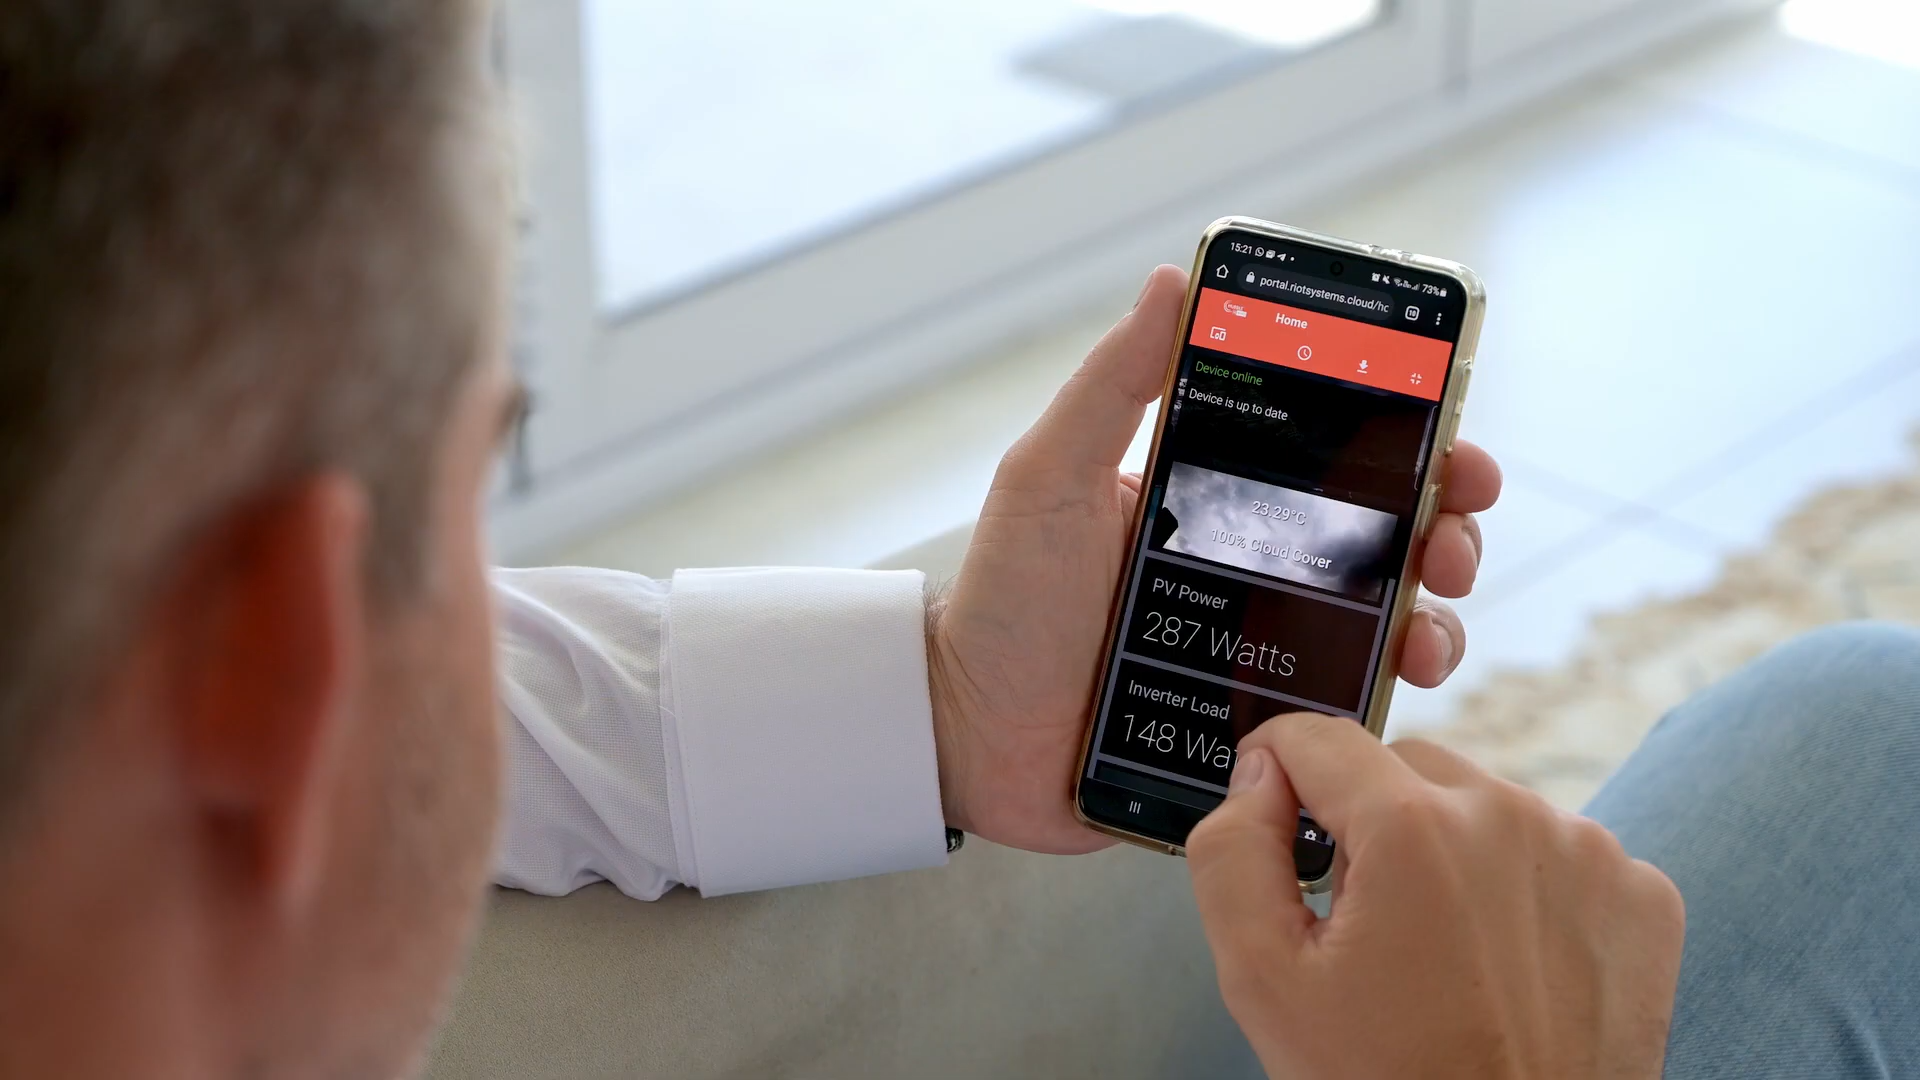 15:21
73%
portal.riotsystems.cloud/hc
18
Home
Device online
Device is up to date
23.29°C
100% Cloud Cover
PV Power
287 Watts
Inverter Load
148 Wa